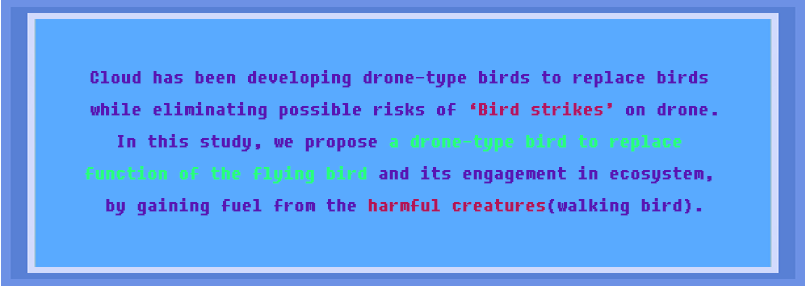 Cloud has been developing drone-type birds to replace birds
while eliminating possible risks of ‘Bird strikes’ on drone.
In this study, we propose a drone-type bird to replace
function of the flying bird and its engagement in ecosystem,
by gaining fuel from the harmful creatures(walking bird).